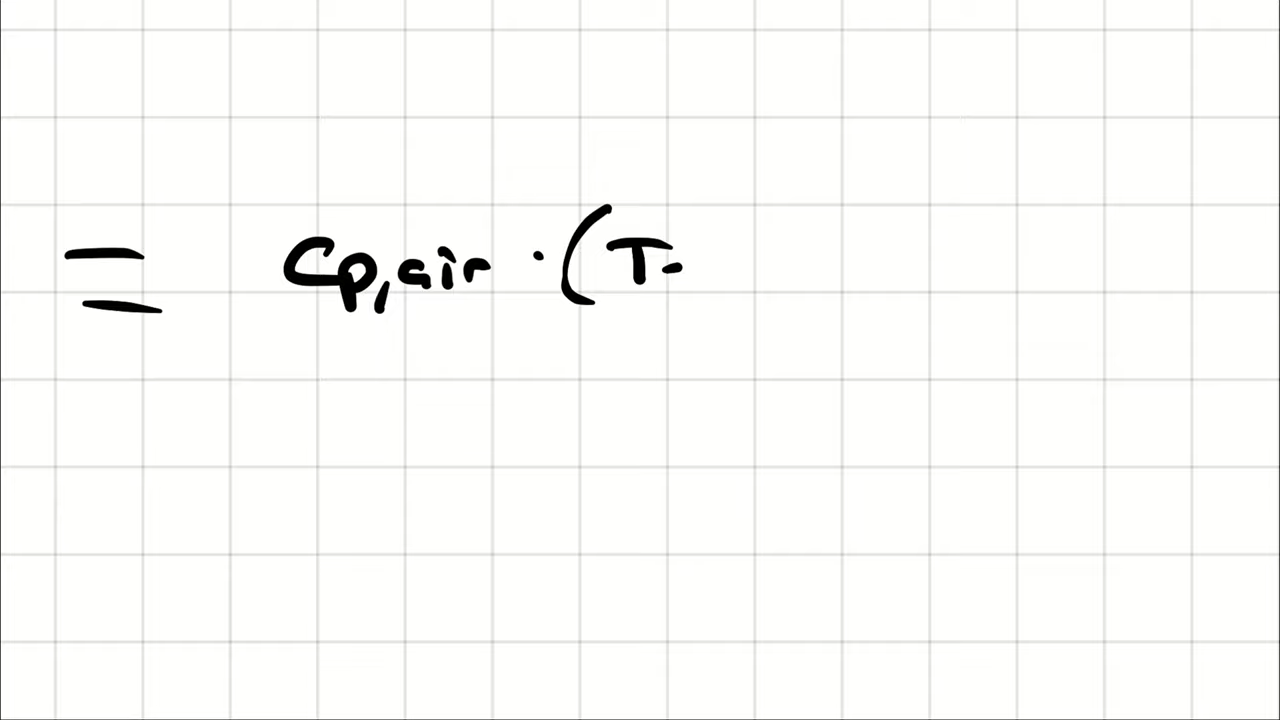 = Cp,air · (T-